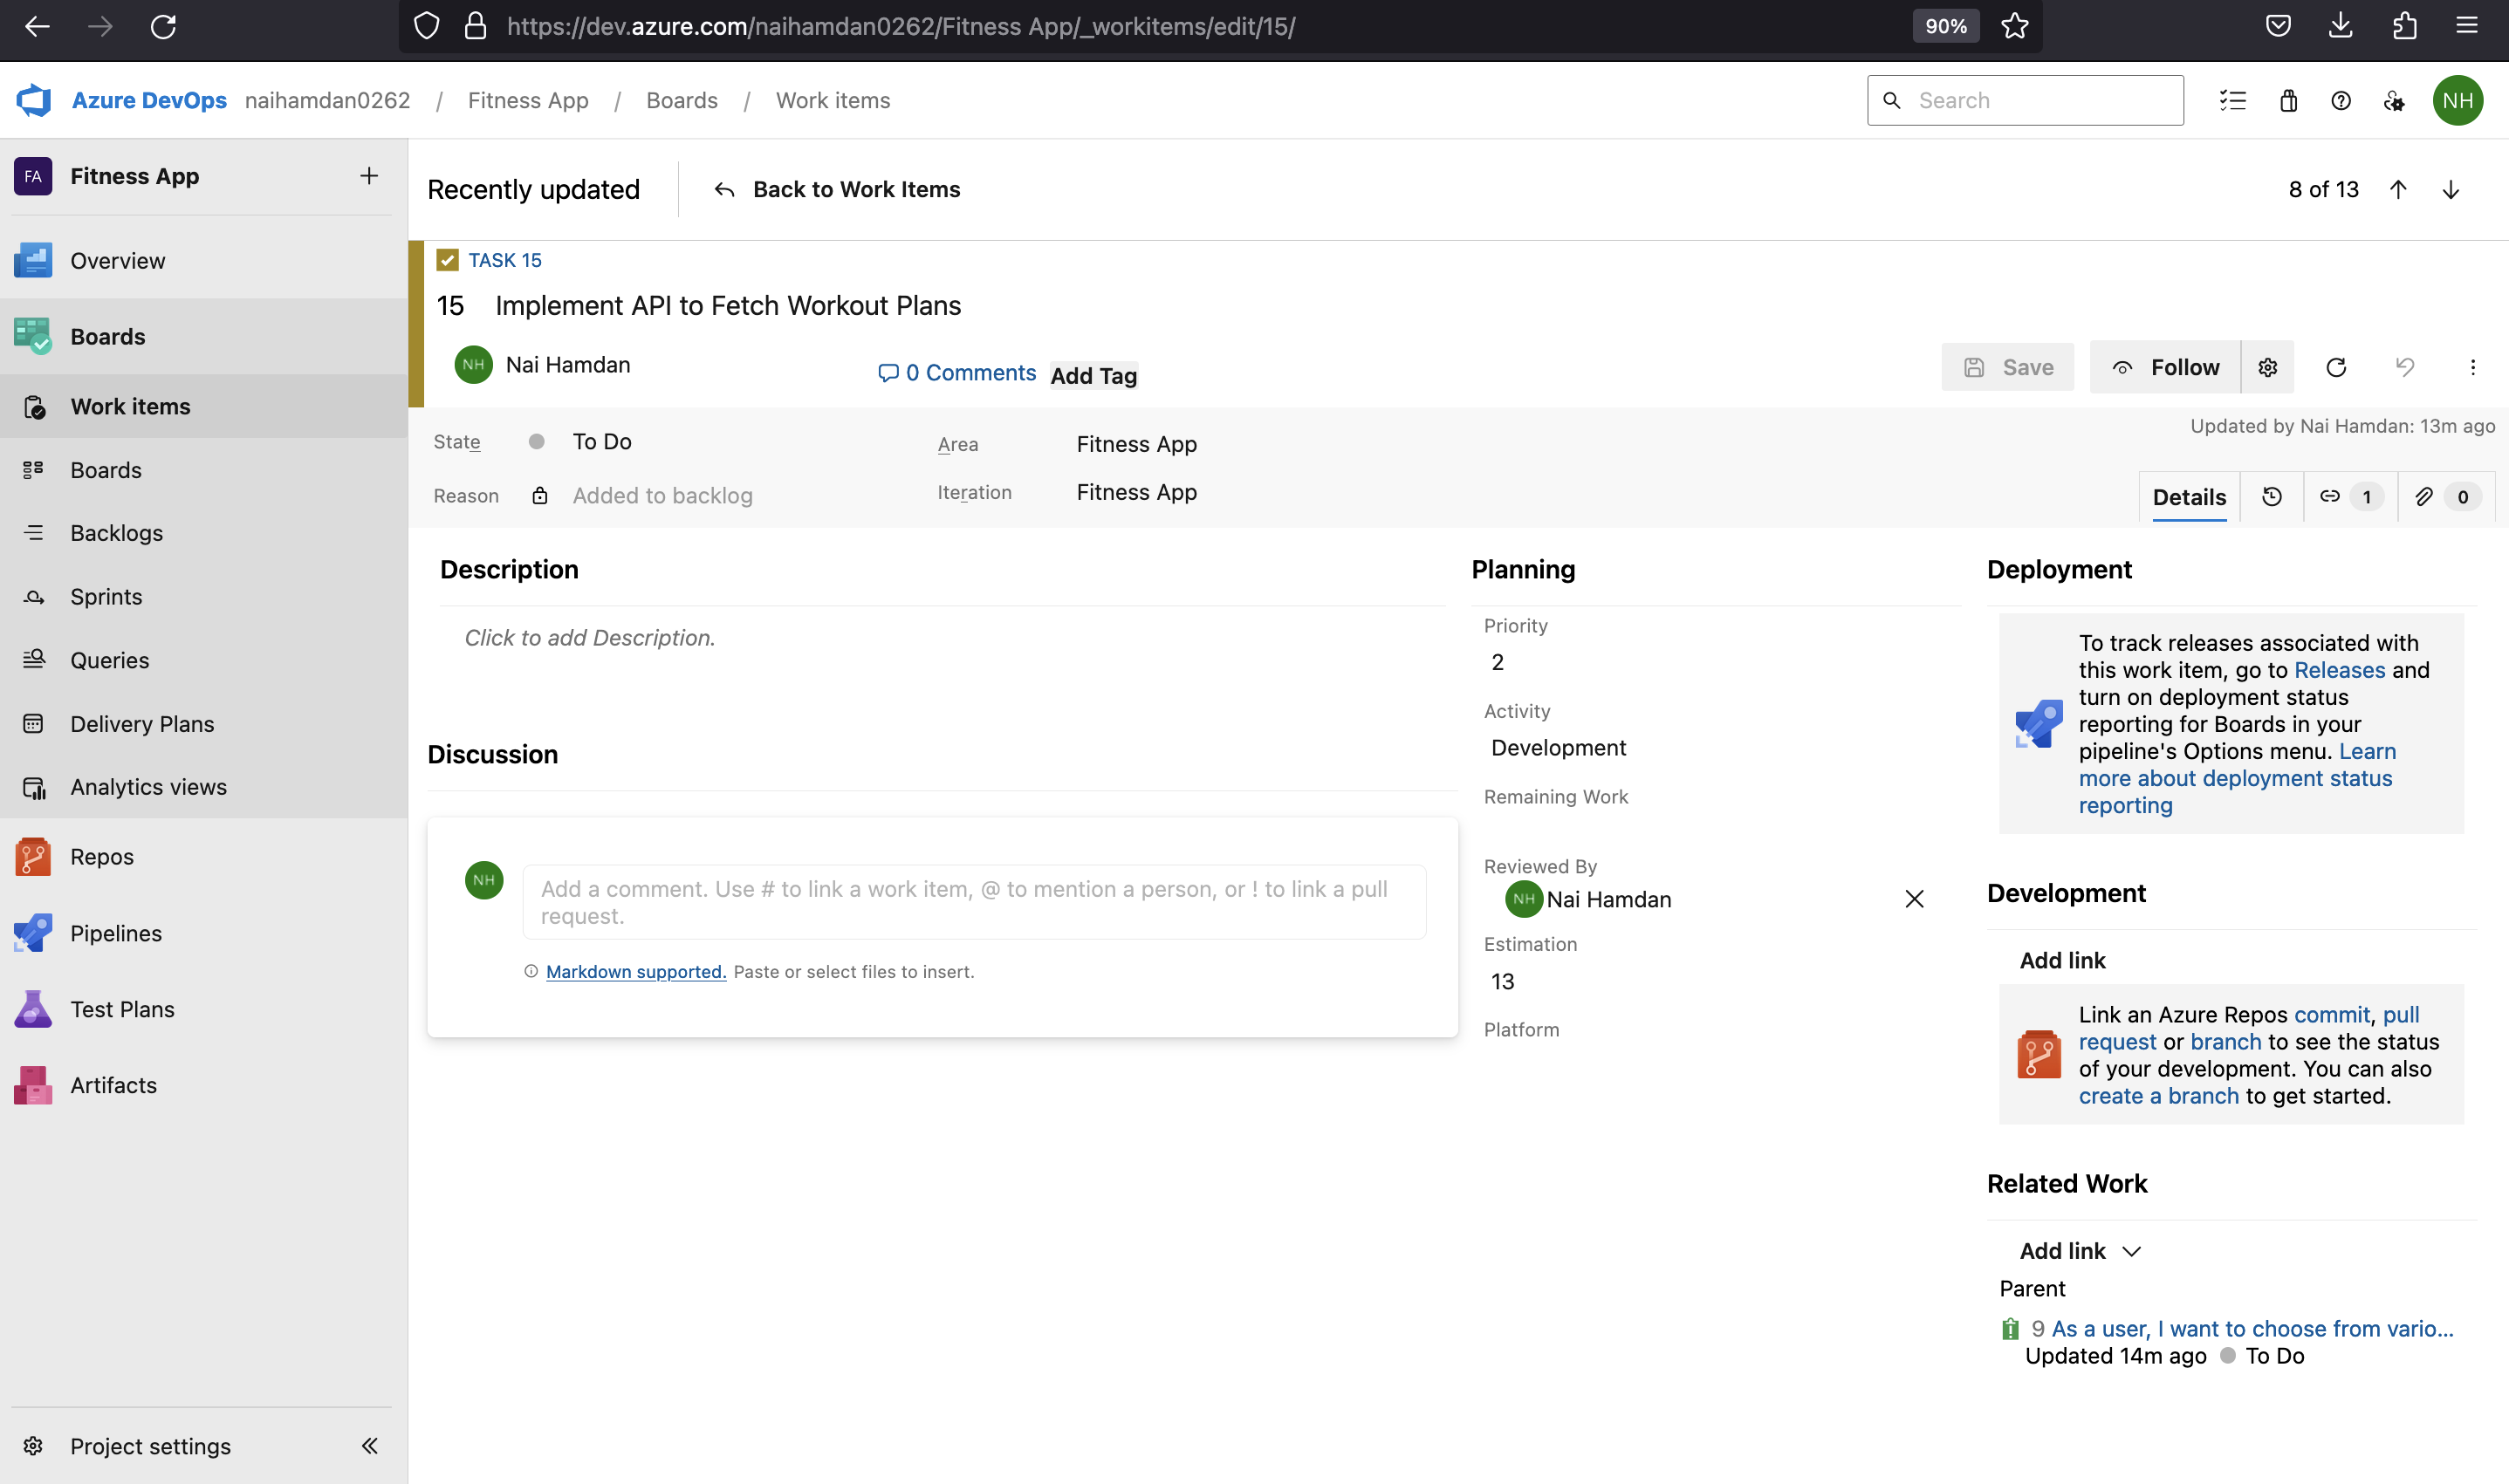 https://dev.azure.com/naihamdan0262/Fitness App/_workitems/edit/15/
90%
Azure DevOps naihamdan0262 / Fitness App / Boards / Work items
Search
NH
FA Fitness App
Overview
Boards
Work items
Boards
Backlogs
Sprints
Queries
Delivery Plans
Analytics views
Repos
Pipelines
Test Plans
Artifacts
Project settings
Recently updated
Back to Work Items
8 of 13
TASK 15
15 Implement API to Fetch Workout Plans
NH Nai Hamdan
0 Comments
Add Tag
Save
Follow
State To Do
Area Fitness App
Updated by Nai Hamdan: 13m ago
Reason Added to backlog
Iteration Fitness App
Details
1
0
Description
Click to add Description.
Discussion
NH
Add a comment. Use # to link a work item, @ to mention a person, or ! to link a pull
request.
Markdown supported. Paste or select files to insert.
Planning
Priority
2
Activity
Development
Remaining Work
Reviewed By
NH Nai Hamdan
Estimation
13
Platform
Deployment
To track releases associated with
this work item, go to Releases and
turn on deployment status
reporting for Boards in your
pipeline's Options menu. Learn
more about deployment status
reporting
Development
Add link
Link an Azure Repos commit, pull
request or branch to see the status
of your development. You can also
create a branch to get started.
Related Work
Add link
Parent
9 As a user, I want to choose from vario...
Updated 14m ago To Do